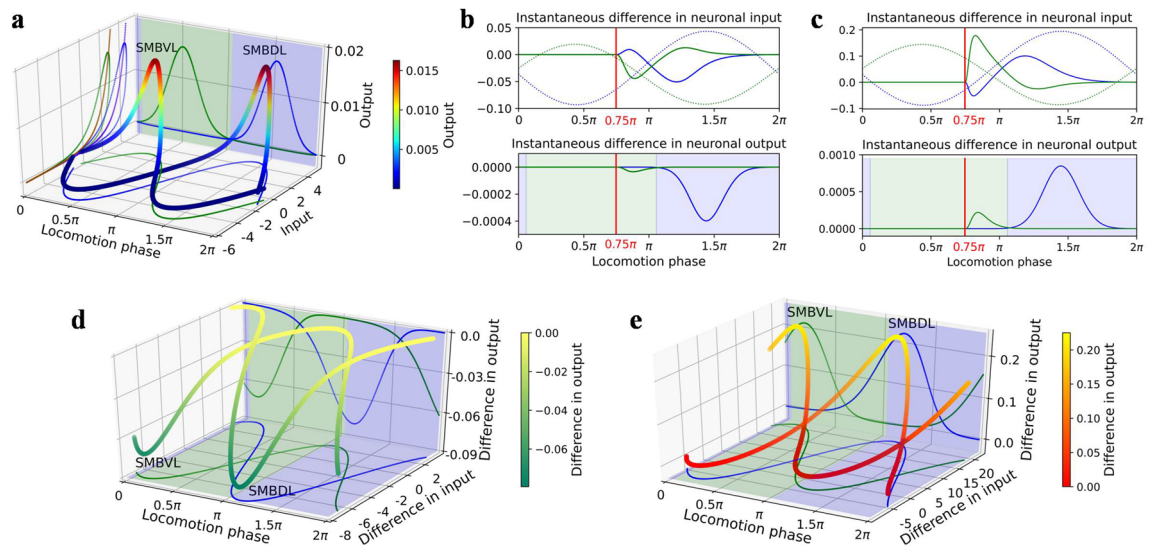 a
SMBVL
SMBDL
0.02
0.01
0
Output
0.015
0.010
0.005
0.000
Output
0
0.5π
π
1.5π
2π
Locomotion phase
-6
-4
-2
0
2
4
Input
b
Instantaneous difference in neuronal input
0.05
0.00
−0.05
−0.10
0
0.5π
0.75π
π
1.5π
2π
Instantaneous difference in neuronal output
0.0000
−0.0002
−0.0004
0
0.5π
0.75π
π
1.5π
2π
Locomotion phase
c
Instantaneous difference in neuronal input
0.2
0.1
0.0
−0.1
0
0.5π
0.75π
π
1.5π
2π
Instantaneous difference in neuronal output
0.0010
0.0005
0.0000
0
0.5π
0.75π
π
1.5π
2π
Locomotion phase
d
SMBVL
SMBDL
0.0
-0.03
-0.06
-0.09
Difference in output
0.00
−0.02
−0.04
−0.06
Difference in output
0
0.5π
π
1.5π
2π
Locomotion phase
-8
-6
-4
-2
0
2
4
Difference in input
e
SMBVL
SMBDL
0.2
0.1
0.0
Difference in output
0.20
0.15
0.10
0.05
0.00
Difference in output
0
0.5π
π
1.5π
2π
Locomotion phase
-5
0
5
10
15
20
Difference in input